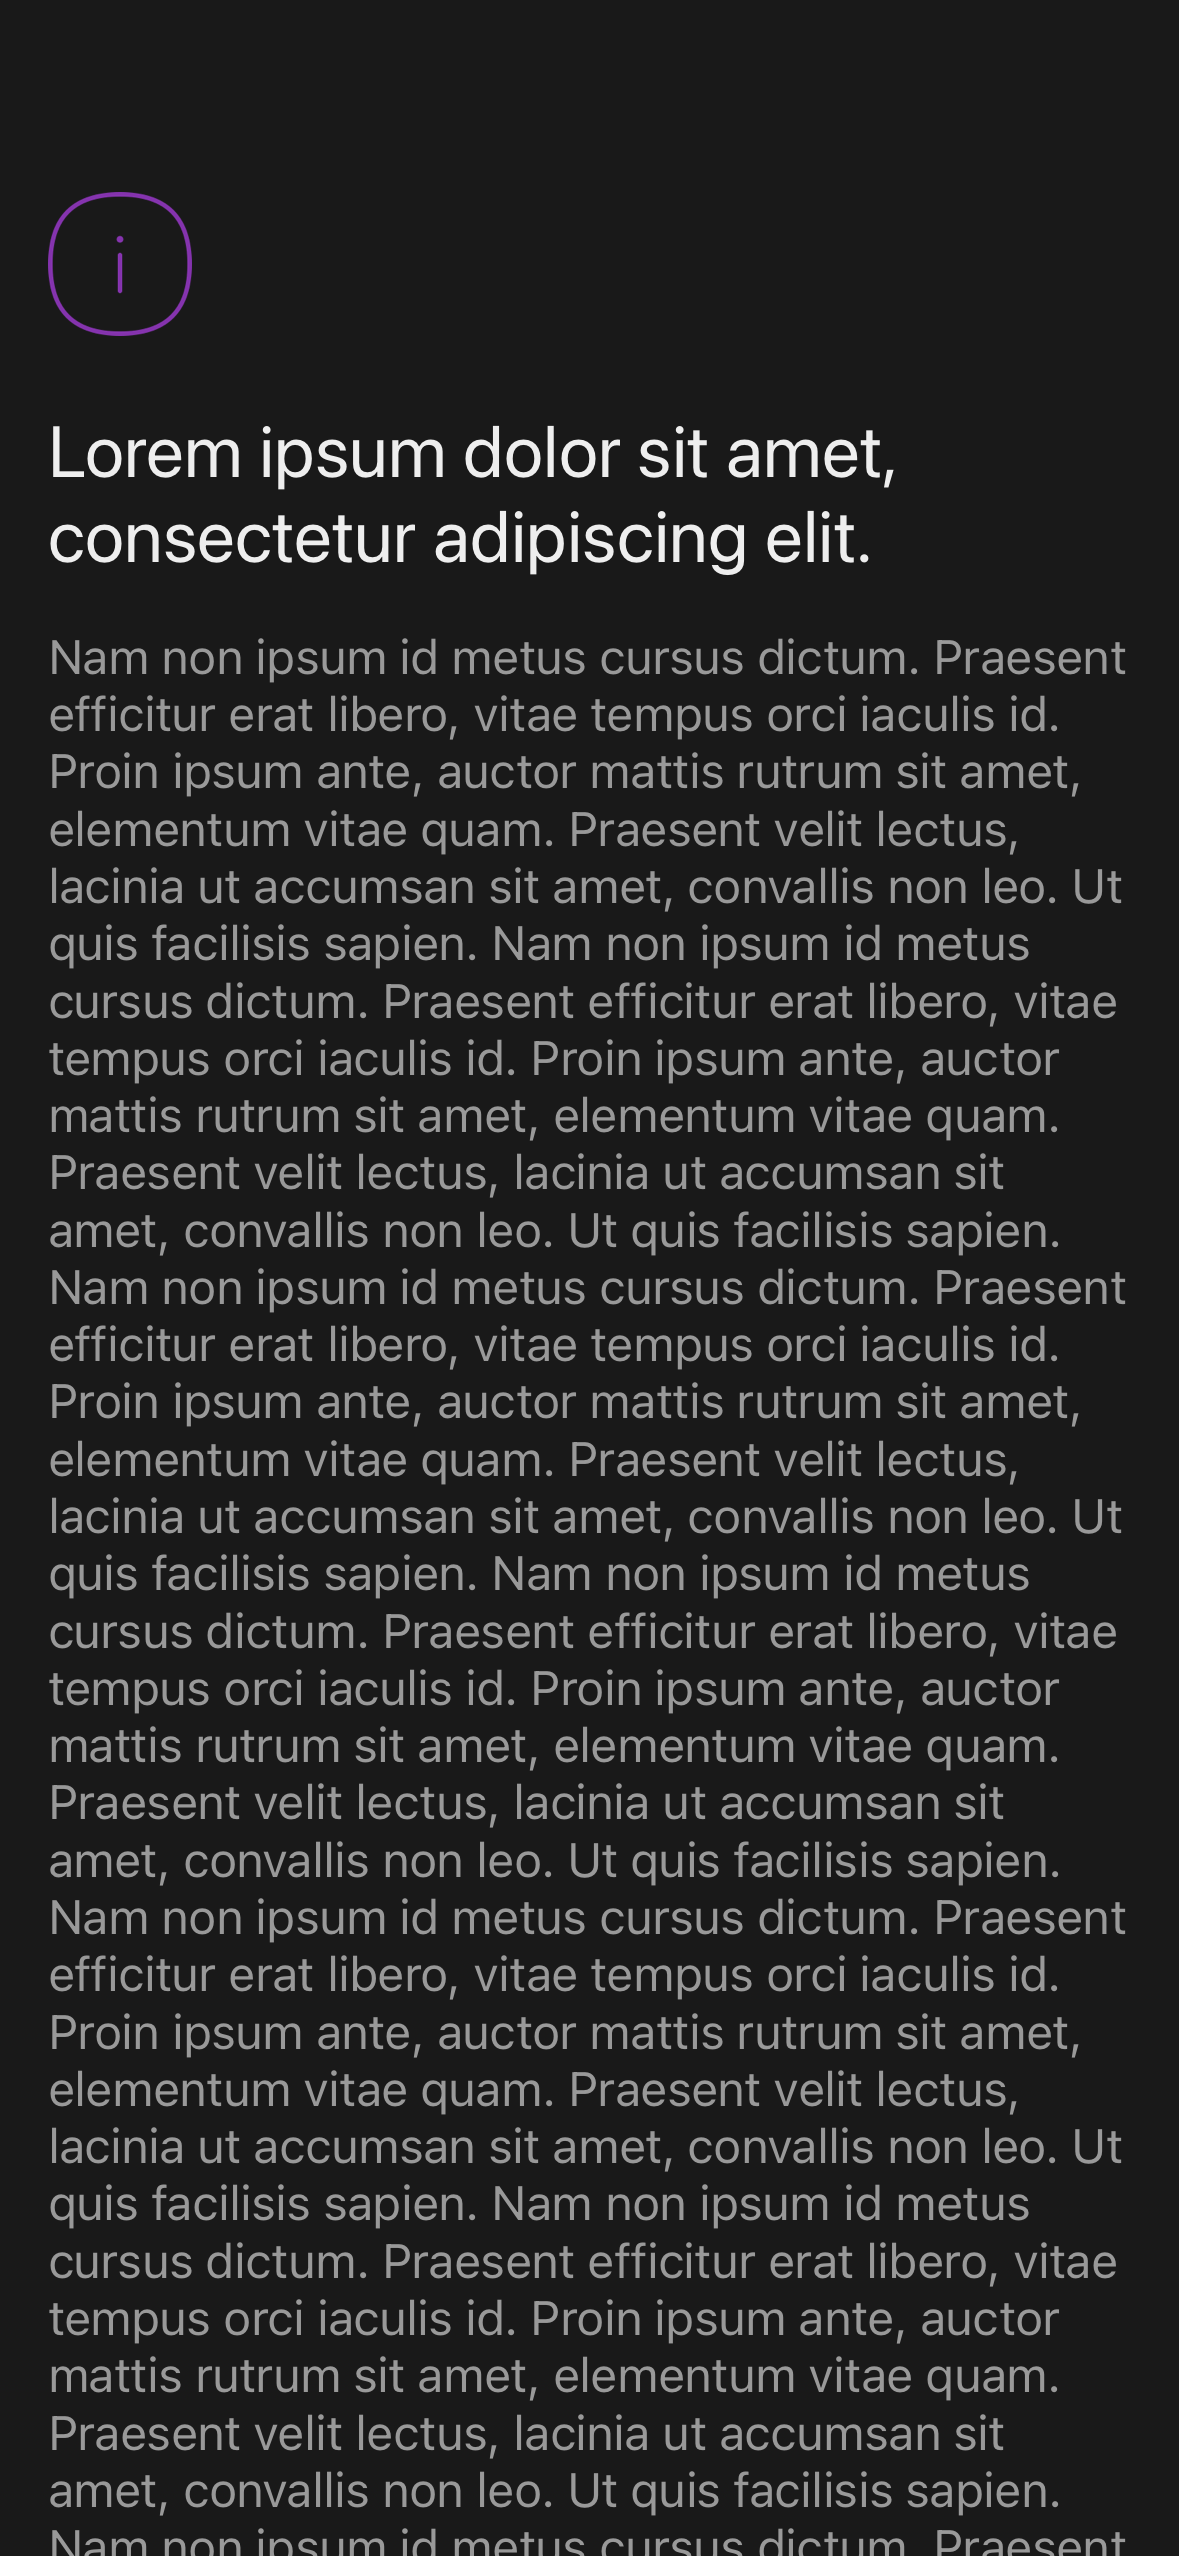 i
Lorem ipsum dolor sit amet,
consectetur adipiscing elit.
Nam non ipsum id metus cursus dictum. Praesent
efficitur erat libero, vitae tempus orci iaculis id.
Proin ipsum ante, auctor mattis rutrum sit amet,
elementum vitae quam. Praesent velit lectus,
lacinia ut accumsan sit amet, convallis non leo. Ut
quis facilisis sapien. Nam non ipsum id metus
cursus dictum. Praesent efficitur erat libero, vitae
tempus orci iaculis id. Proin ipsum ante, auctor
mattis rutrum sit amet, elementum vitae quam.
Praesent velit lectus, lacinia ut accumsan sit
amet, convallis non leo. Ut quis facilisis sapien.
Nam non ipsum id metus cursus dictum. Praesent
efficitur erat libero, vitae tempus orci iaculis id.
Proin ipsum ante, auctor mattis rutrum sit amet,
elementum vitae quam. Praesent velit lectus,
lacinia ut accumsan sit amet, convallis non leo. Ut
quis facilisis sapien. Nam non ipsum id metus
cursus dictum. Praesent efficitur erat libero, vitae
tempus orci iaculis id. Proin ipsum ante, auctor
mattis rutrum sit amet, elementum vitae quam.
Praesent velit lectus, lacinia ut accumsan sit
amet, convallis non leo. Ut quis facilisis sapien.
Nam non ipsum id metus cursus dictum. Praesent
efficitur erat libero, vitae tempus orci iaculis id.
Proin ipsum ante, auctor mattis rutrum sit amet,
elementum vitae quam. Praesent velit lectus,
lacinia ut accumsan sit amet, convallis non leo. Ut
quis facilisis sapien. Nam non ipsum id metus
cursus dictum. Praesent efficitur erat libero, vitae
tempus orci iaculis id. Proin ipsum ante, auctor
mattis rutrum sit amet, elementum vitae quam.
Praesent velit lectus, lacinia ut accumsan sit
amet, convallis non leo. Ut quis facilisis sapien.
Nam non ipsum id metus cursus dictum. Praesent